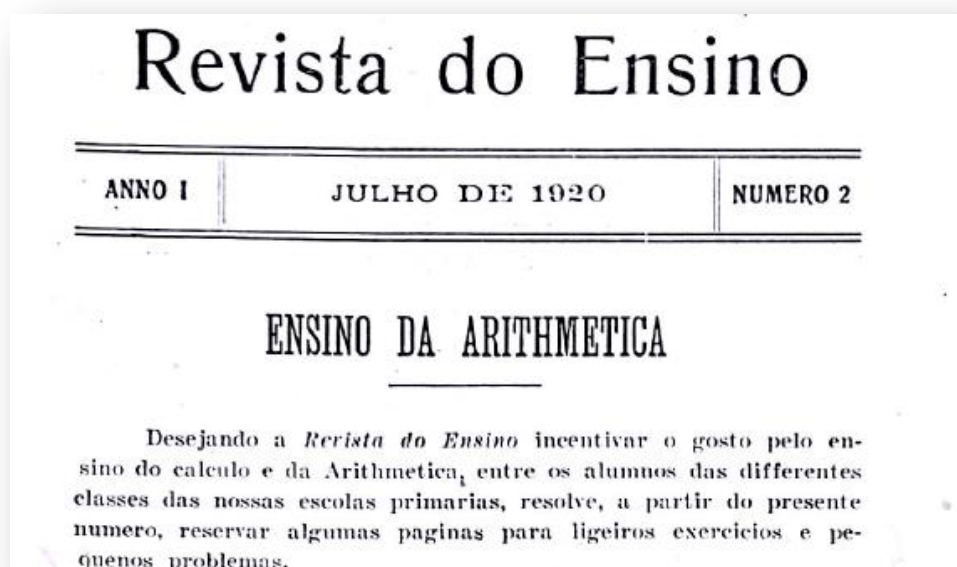 Revista do Ensino
ANNO I
JULHO DE 1920
NUMERO 2
ENSINO DA ARITHMETICA
Desejando a Revista do Ensino incentivar o gosto pelo en-
sino do calculo e da Arithmetica, entre os alumnos das differentes
classes das nossas escolas primarias, resolve, a partir do presente
numero, reservar algumas paginas para ligeiros exercicios e pe-
quenos problemas.